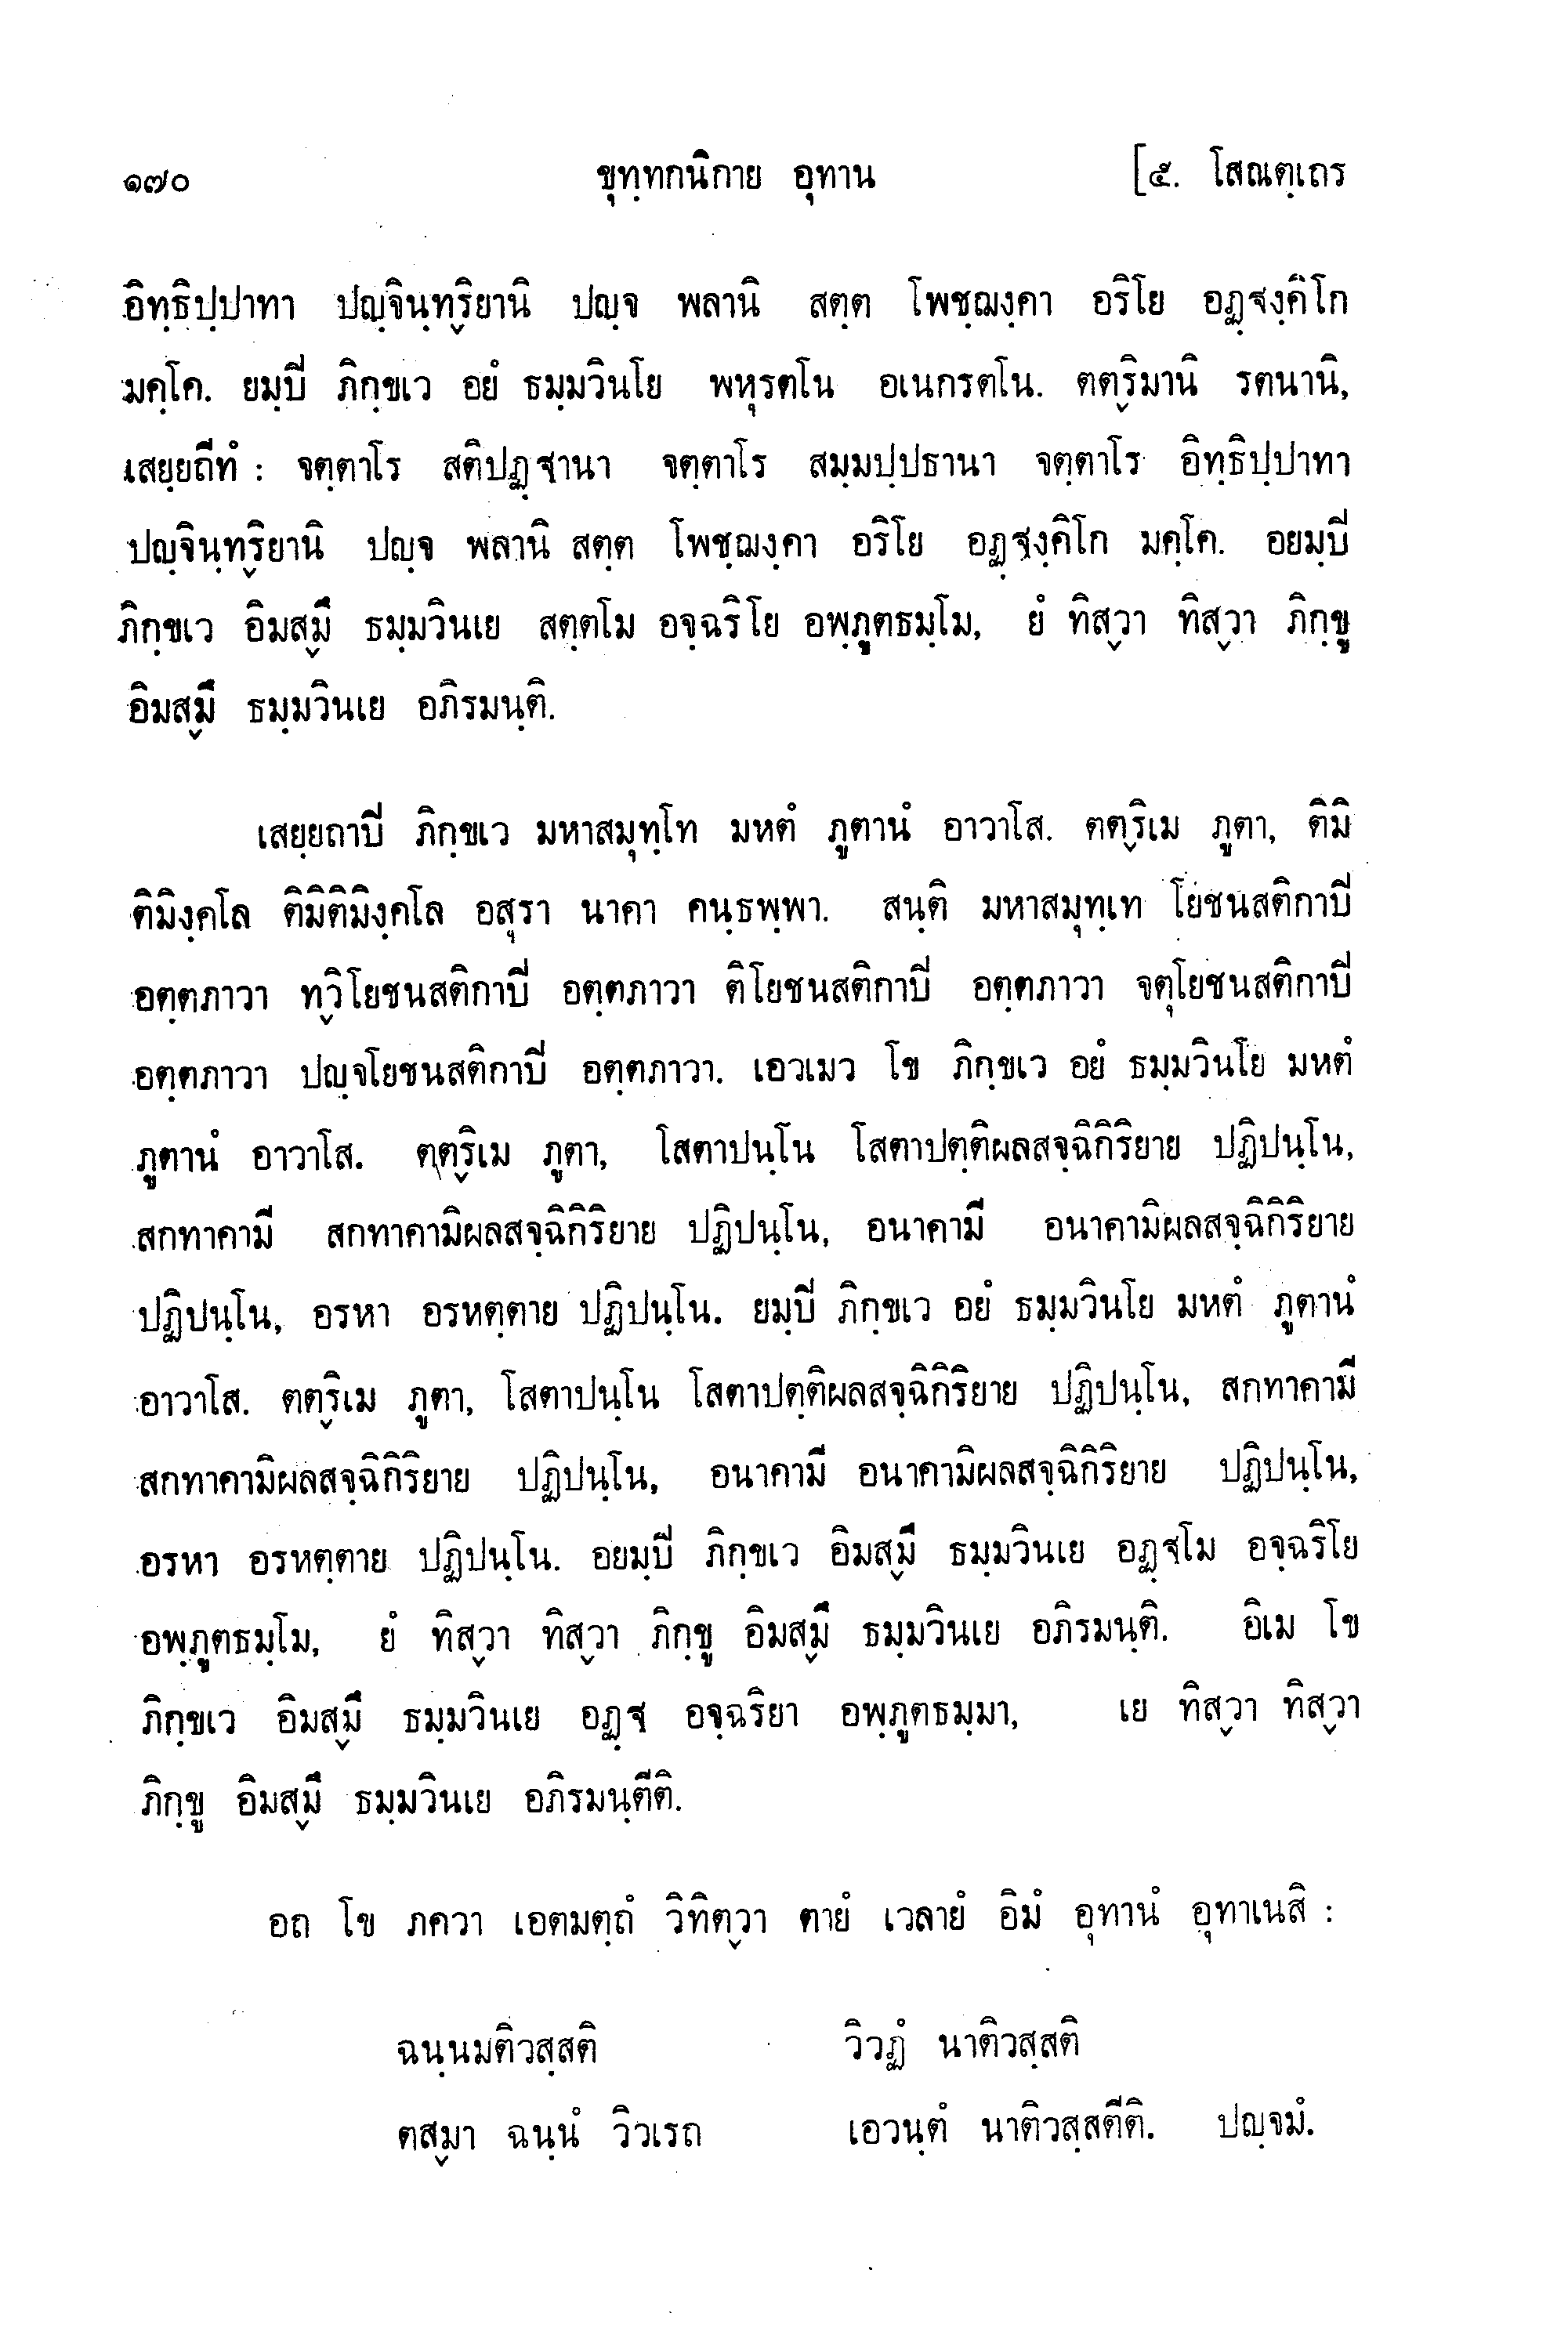 ๑๗๐ ขุทฺทกนิกาย อุทาน [๕. โสณตฺเถร
อิทฺธิปฺปาทา ปญฺจินฺท๎ริยานิ ปญฺจ พลานิ สตฺต โพชฺฌงฺคา อริโย อฏฺฐงฺคิโก
มคฺโค. ยมฺปี ภิกฺขเว อยํ ธมฺมวินโย พหุรตโน อเนกรตโน. ตตฺร๎ิมานิ รตนานิ,
เสยฺยถีทํ : จตฺตาโร สติปฏฺฐานา จตฺตาโร สมฺมปฺปธานา จตฺตาโร อิทฺธิปฺปาทา
ปญฺจินฺท๎ริยานิ ปญฺจ พลานิ สตฺต โพชฺฌงฺคา อริโย อฏฺฐงฺคิโก มคฺโค. อยมฺปี
ภิกฺขเว อิมส๎มึ ธมฺมวินเย สตฺตโม อจฺฉริโย อพฺภูตธมฺโม, ยํ ทิส๎วา ทิส๎วา ภิกฺขู
อิมส๎มึ ธมฺมวินเย อภิรมนฺติ.
เสยฺยถาปี ภิกฺขเว มหาสมุทฺโท มหตํ ภูตานํ อาวาโส. ตต๎ริเม ภูตา, ติมิ
ติมิงฺคโล ติมิติมิงฺคโล อสุรา นาคา คนฺธพฺพา. สนฺติ มหาสมุทฺเท โยชนสติกาปี
อตฺตภาวา ท๎วิโยชนสติกาปี อตฺตภาวา ติโยชนสติกาปี อตฺตภาวา จตุโยชนสติกาปี
อตฺตภาวา ปญฺจโยชนสติกาปี อตฺตภาวา. เอวเมว โข ภิกฺขเว อยํ ธมฺมวินโย มหตํ
ภูตานํ อาวาโส. ตต๎ริเม ภูตา, โสตาปนฺโน โสตาปตฺติผลสจฺฉิกิริยาย ปฏิปนฺโน,
สกทาคามี สกทาคามิผลสจฺฉิกิริยาย ปฏิปนฺโน, อนาคามี อนาคามิผลสจฺฉิกิริยาย
ปฏิปนฺโน, อรหา อรหตฺตาย ปฏิปนฺโน. ยมฺปี ภิกฺขเว อยํ ธมฺมวินโย มหตํ ภูตานํ
อาวาโส. ตต๎ริเม ภูตา, โสตาปนฺโน โสตาปตฺติผลสจฺฉิกิริยาย ปฏิปนฺโน, สกทาคามี
สกทาคามิผลสจฺฉิกิริยาย ปฏิปนฺโน, อนาคามี อนาคามิผลสจฺฉิกิริยาย ปฏิปนฺโน,
อรหา อรหตฺตาย ปฏิปนฺโน. อยมฺปี ภิกฺขเว อิมส๎มึ ธมฺมวินเย อฏฺฐโม อจฺฉริโย
อพฺภูตธมฺโม, ยํ ทิส๎วา ทิส๎วา ภิกฺขู อิมส๎มึ ธมฺมวินเย อภิรมนฺติ. อิเม โข
ภิกฺขเว อิมส๎มึ ธมฺมวินเย อฏฺฐ อจฺฉริยา อพฺภูตธมฺมา, เย ทิส๎วา ทิส๎วา
ภิกฺขู อิมส๎มึ ธมฺมวินเย อภิรมนฺตีติ.
อถ โข ภควา เอตมตฺถํ วิทิต๎วา ตายํ เวลายํ อิมํ อุทานํ อุทาเนสิ :
ฉนฺนมติวสฺสติ วิวฏํ นาติวสฺสติ
ตส๎มา ฉนฺนํ วิวเรถ เอวนฺตํ นาติวสฺสตีติ. ปญฺจมํ.